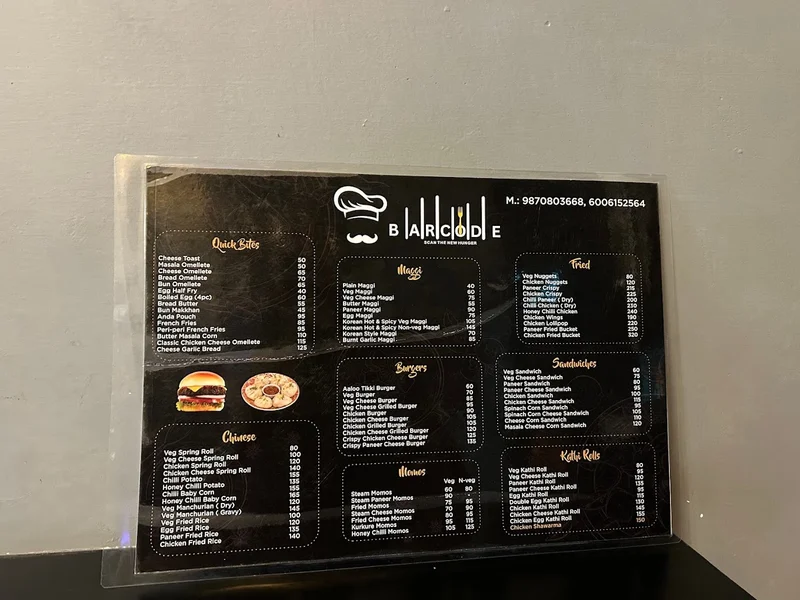 BARCODE
SCAN THE NEW HUNGER
M.: 9870803668, 6006152564
Quick Bites
Cheese Toast 50
Masala Omellete 50
Cheese Omellete 65
Bread Omellete 70
Bun Omellete 65
Egg Half Fry 40
Boiled Egg (4pc) 60
Bread Butter 55
Bun Makkhan 45
Anda Pouch 95
French Fries 85
Peri-peri French Fries 95
Butter Masala Corn 110
Classic Chicken Cheese Omellete 115
Cheese Garlic Bread 125
Chinese
Veg Spring Roll 80
Veg Cheese Spring Roll 100
Chicken Spring Roll 120
Chicken Cheese Spring Roll 140
Chilli Potato 155
Honey Chilli Potato 135
Chilli Baby Corn 155
Honey Chilli Baby Corn 165
Veg Manchurian ( Dry) 120
Veg Manchurian ( Gravy) 145
Veg Fried Rice 100
Egg Fried Rice 120
Paneer Fried Rice 135
Chicken Fried Rice 140
Maggi
Plain Maggi 40
Veg Maggi 60
Veg Cheese Maggi 75
Butter Maggi 55
Paneer Maggi 90
Egg Maggi 75
Korean Hot & Spicy Veg Maggi
Korean Hot & Spicy Non-veg Maggi 145
Korean Style Maggi 70
Burnt Garlic Maggi 85
Burgers
Aaloo Tikki Burger 60
Veg Burger 70
Veg Cheese Burger 85
Veg Cheese Grilled Burger 95
Chicken Burger 90
Chicken Cheese Burger 105
Chicken Grilled Burger 105
Chicken Cheese Grilled Burger 120
Crispy Chicken Cheese Burger 125
Crispy Paneer Cheese Burger 135
Momos
Veg N-veg
Steam Momos 60 80
Steam Paneer Momos 90 -
Fried Momos 75 95
Steam Cheese Momos 70 90
Fried Cheese Momos 80 95
Kurkure Momos 95 115
Honey Chilli Momos 105 125
Fried
Veg Nuggets 80
Chicken Nuggets 120
Paneer Crispy 215
Chicken Crispy 225
Chilli Paneer ( Dry) 200
Chilli Chicken ( Dry) 230
Honey Chilli Chicken 240
Chicken Wings 190
Chicken Lollipop 220
Paneer Fried Bucket 250
Chicken Fried Bucket 320
Sandwiches
Veg Sandwich 60
Veg Cheese Sandwich 75
Paneer Sandwich 80
Paneer Cheese Sandwich 95
Chicken Sandwich 100
Chicken Cheese Sandwich 115
Spinach Corn Sandwich 95
Spinach Corn Cheese Sandwich 105
Cheese Corn Sandwich 110
Masala Cheese Corn Sandwich 120
Kathi Rolls
Veg Kathi Roll 80
Veg Cheese Kathi Roll 95
Paneer Kathi Roll 120
Paneer Cheese Kathi Roll 135
Egg Kathi Roll 95
Double Egg Kathi Roll 115
Chicken Kathi Roll 130
Chicken Cheese Kathi Roll 145
Chicken Egg Kathi Roll 155
Chicken Shawarma 150